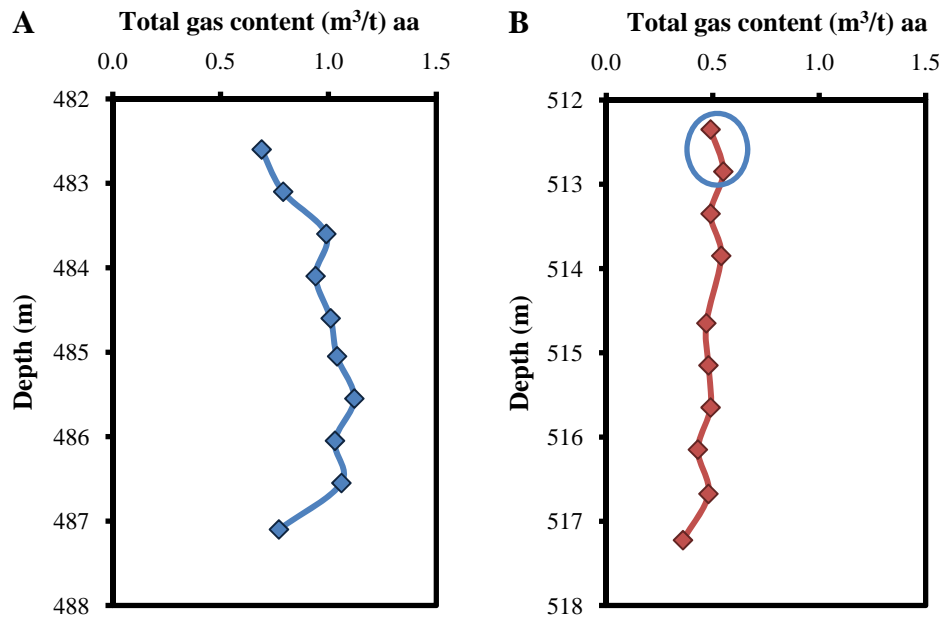 A
Total gas content (m³/t) aa
0.0 0.5 1.0 1.5
Depth (m)
482
483
484
485
486
487
488
B
Total gas content (m³/t) aa
0.0 0.5 1.0 1.5
Depth (m)
512
513
514
515
516
517
518